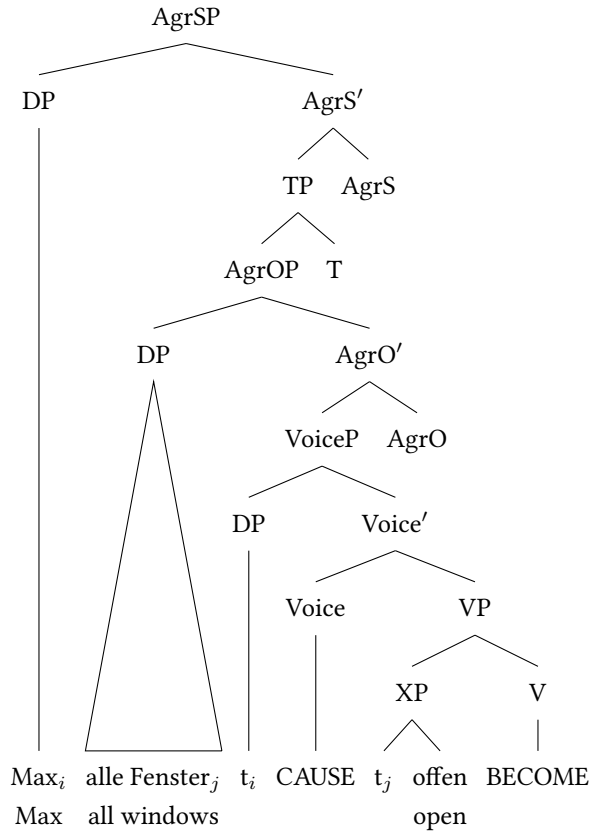 AgrSP
DP AgrS′
TP AgrS
AgrOP T
DP AgrO′
VoiceP AgrO
DP Voice′
Voice VP
XP V
Maxᵢ alle Fensterⱼ tᵢ CAUSE tⱼ offen BECOME
Max all windows open